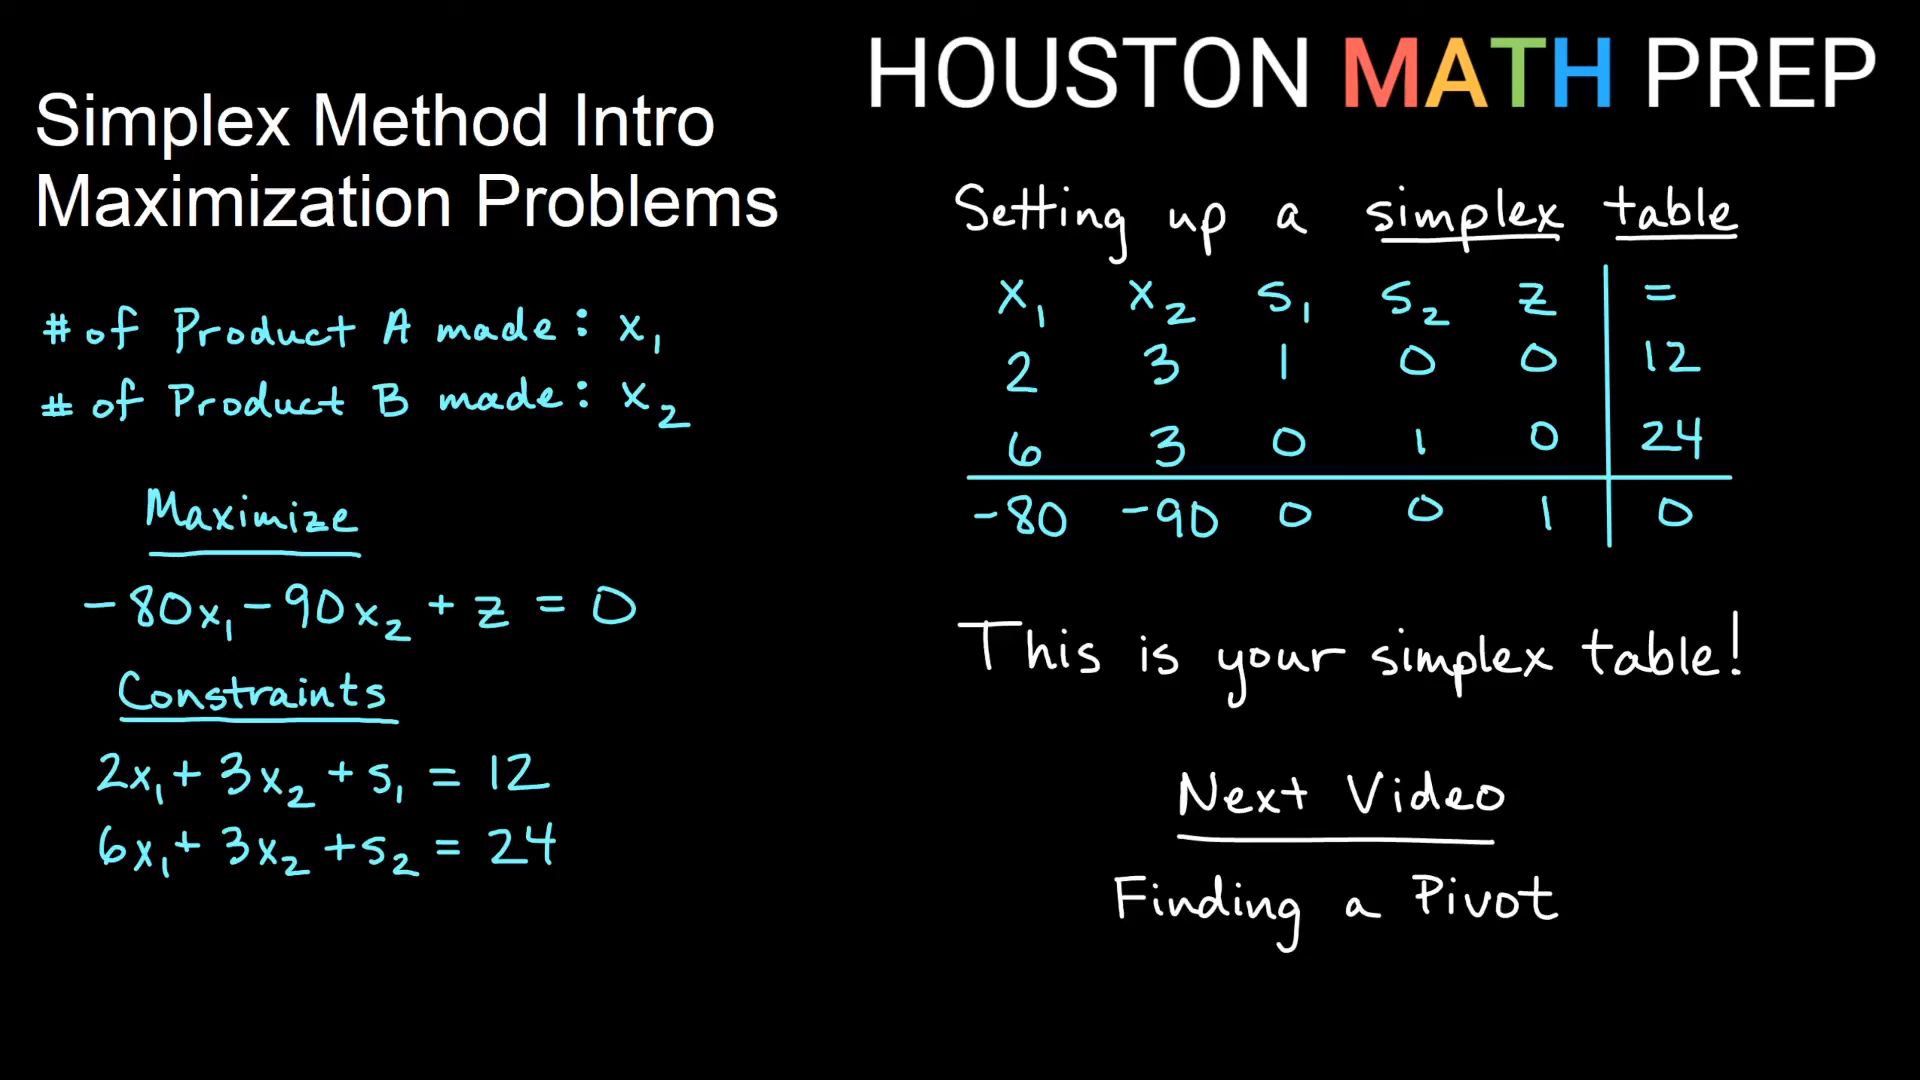 HOUSTON MATH PREP
Simplex Method Intro
Maximization Problems
# of Product A made: x₁
# of Product B made: x₂
Maximize
-80x₁ - 90x₂ + z = 0
Constraints
2x₁ + 3x₂ + s₁ = 12
6x₁ + 3x₂ + s₂ = 24
Setting up a simplex table
x₁ x₂ s₁ s₂ z =
2 3 1 0 0 12
6 3 0 1 0 24
-80 -90 0 0 1 0
This is your simplex table!
Next Video
Finding a Pivot